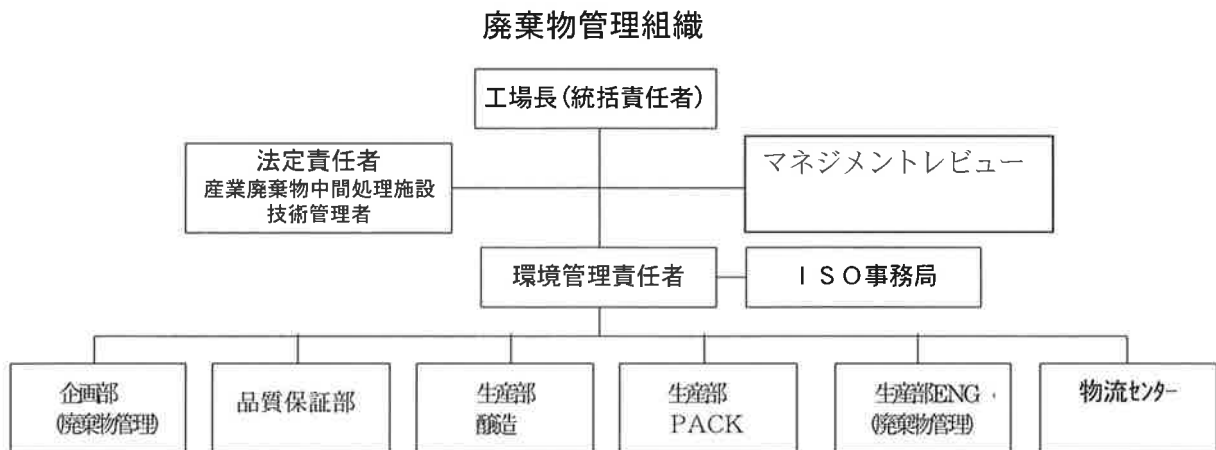 廃棄物管理組織
工場長(統括責任者)
法定責任者
産業廃棄物中間処理施設
技術管理者
マネジメントレビュー
環境管理責任者
ISO事務局
企画部
(廃棄物管理)
品質保証部
生産部
醸造
生産部
PACK
生産部ENG
(廃棄物管理)
物流センター